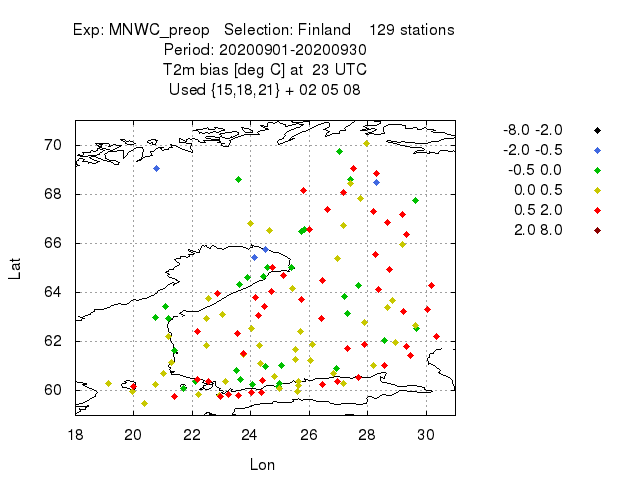 Exp: MNWC_preop   Selection: Finland    129 stations
Period: 20200901-20200930
T2m bias [deg C] at  23 UTC
Used {15,18,21} + 02 05 08
70
68
66
64
62
60
Lat
18 20 22 24 26 28 30
Lon
-8.0 -2.0
-2.0 -0.5
-0.5 0.0
0.0 0.5
0.5 2.0
2.0 8.0